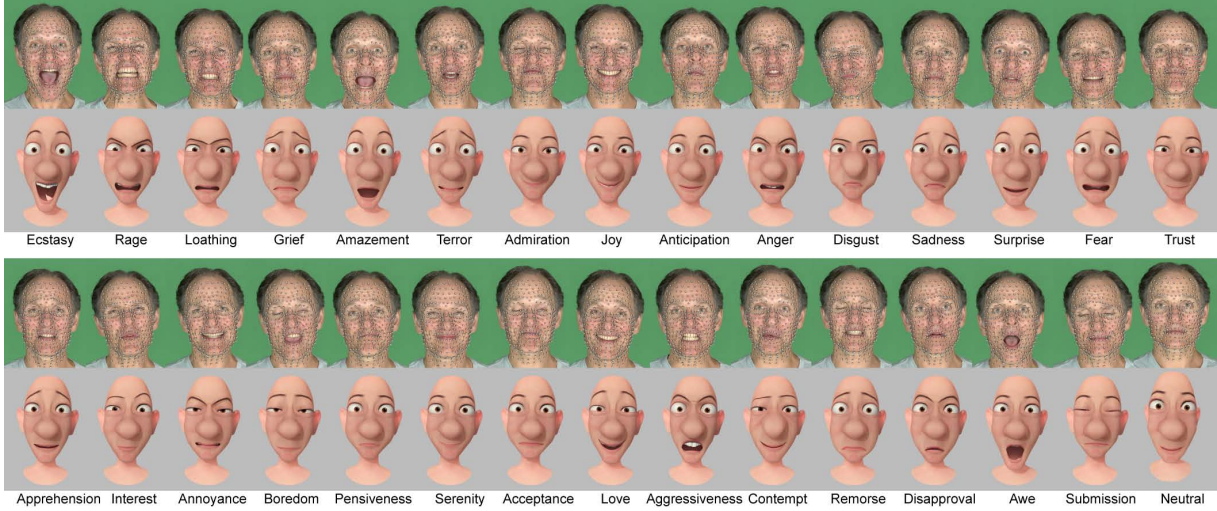 Ecstasy Rage Loathing Grief Amazement Terror Admiration Joy Anticipation Anger Disgust Sadness Surprise Fear Trust
Apprehension Interest Annoyance Boredom Pensiveness Serenity Acceptance Love Aggressiveness Contempt Remorse Disapproval Awe Submission Neutral